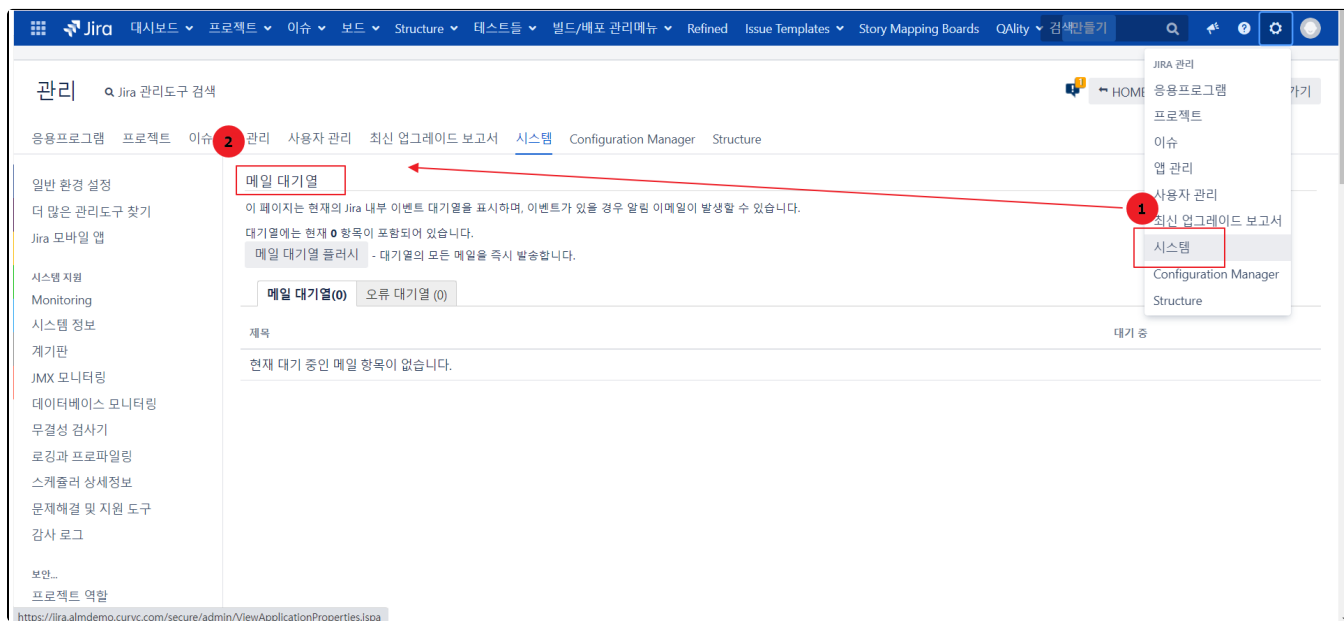 Jira 대시보드 프로젝트 이슈 보드 Structure 테스트들 빌드/배포 관리메뉴 Refined Issue Templates Story Mapping Boards QAlity 검색만들기
JIRA 관리
응용프로그램
프로젝트
이슈
앱 관리
사용자 관리
최신 업그레이드 보고서
시스템
Configuration Manager
Structure
관리 Jira 관리도구 검색 HOME 가기
응용프로그램 프로젝트 이슈 2 관리 사용자 관리 최신 업그레이드 보고서 시스템 Configuration Manager Structure
1
일반 환경 설정
더 많은 관리도구 찾기
Jira 모바일 앱
시스템 지원
Monitoring
시스템 정보
계기판
JMX 모니터링
데이터베이스 모니터링
무결성 검사기
로깅과 프로파일링
스케쥴러 상세정보
문제해결 및 지원 도구
감사 로그
보안...
프로젝트 역할
메일 대기열
이 페이지는 현재의 Jira 내부 이벤트 대기열을 표시하며, 이벤트가 있을 경우 알림 이메일이 발생할 수 있습니다.
대기열에는 현재 0 항목이 포함되어 있습니다.
메일 대기열 플러시 - 대기열의 모든 메일을 즉시 발송합니다.
메일 대기열(0) 오류 대기열 (0)
제목 대기 중
현재 대기 중인 메일 항목이 없습니다.
https://jira.almdemo.curvc.com/secure/admin/ViewApplicationProperties.jspa